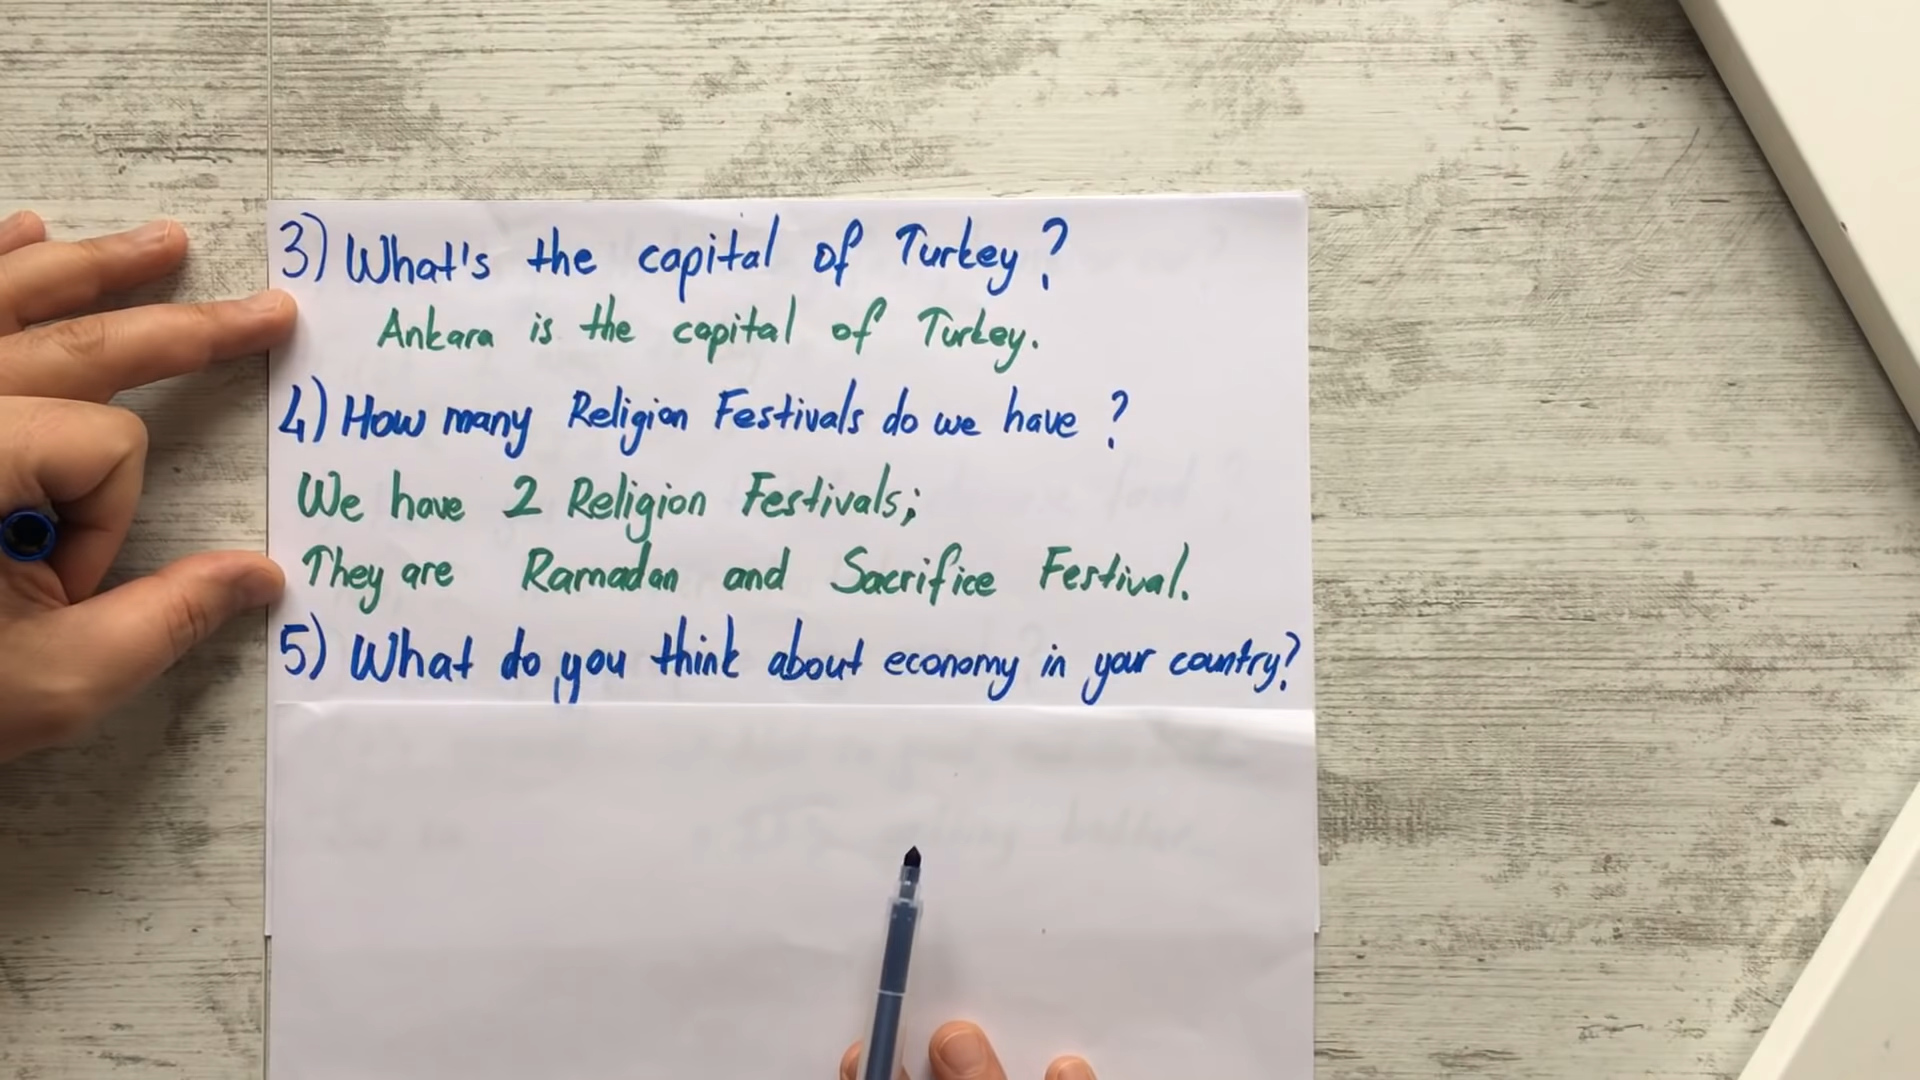 3) What's the capital of Turkey?
Ankara is the capital of Turkey.
4) How many Religion Festivals do we have ?
We have 2 Religion Festivals;
They are Ramadan and Sacrifice Festival.
5) What do you think about economy in your country?